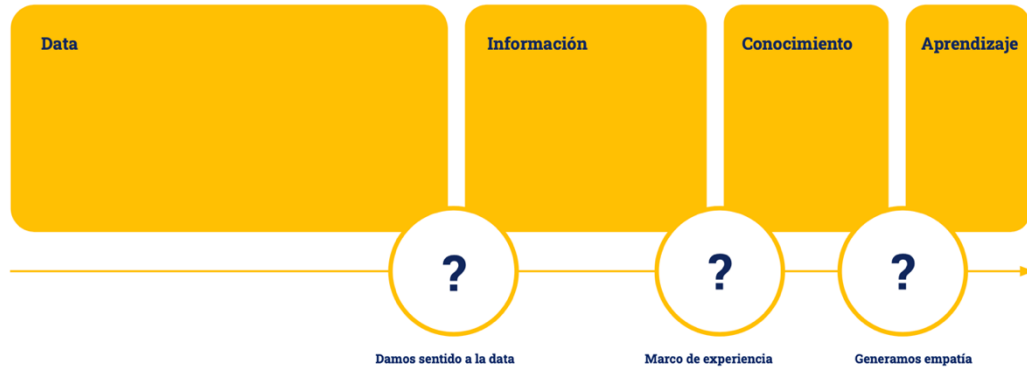 Data
Información
Conocimiento
Aprendizaje
?
?
?
Damos sentido a la data
Marco de experiencia
Generamos empatía